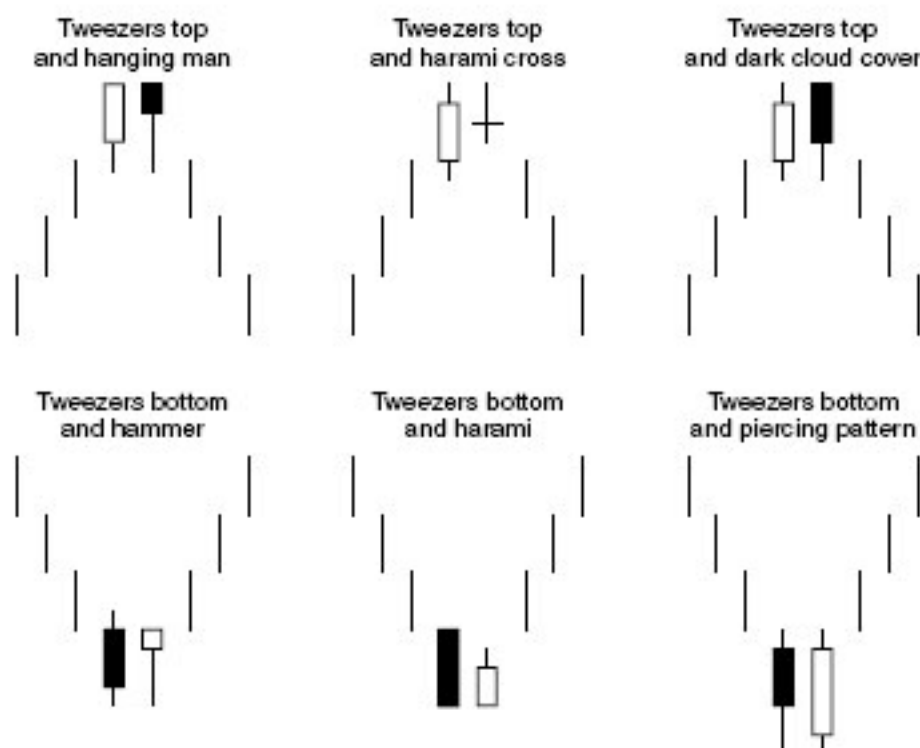 Tweezers top
and hanging man
Tweezers top
and harami cross
Tweezers top
and dark cloud cover
Tweezers bottom
and hammer
Tweezers bottom
and harami
Tweezers bottom
and piercing pattern